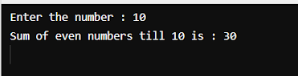 Enter the number : 10
Sum of even numbers till 10 is : 30